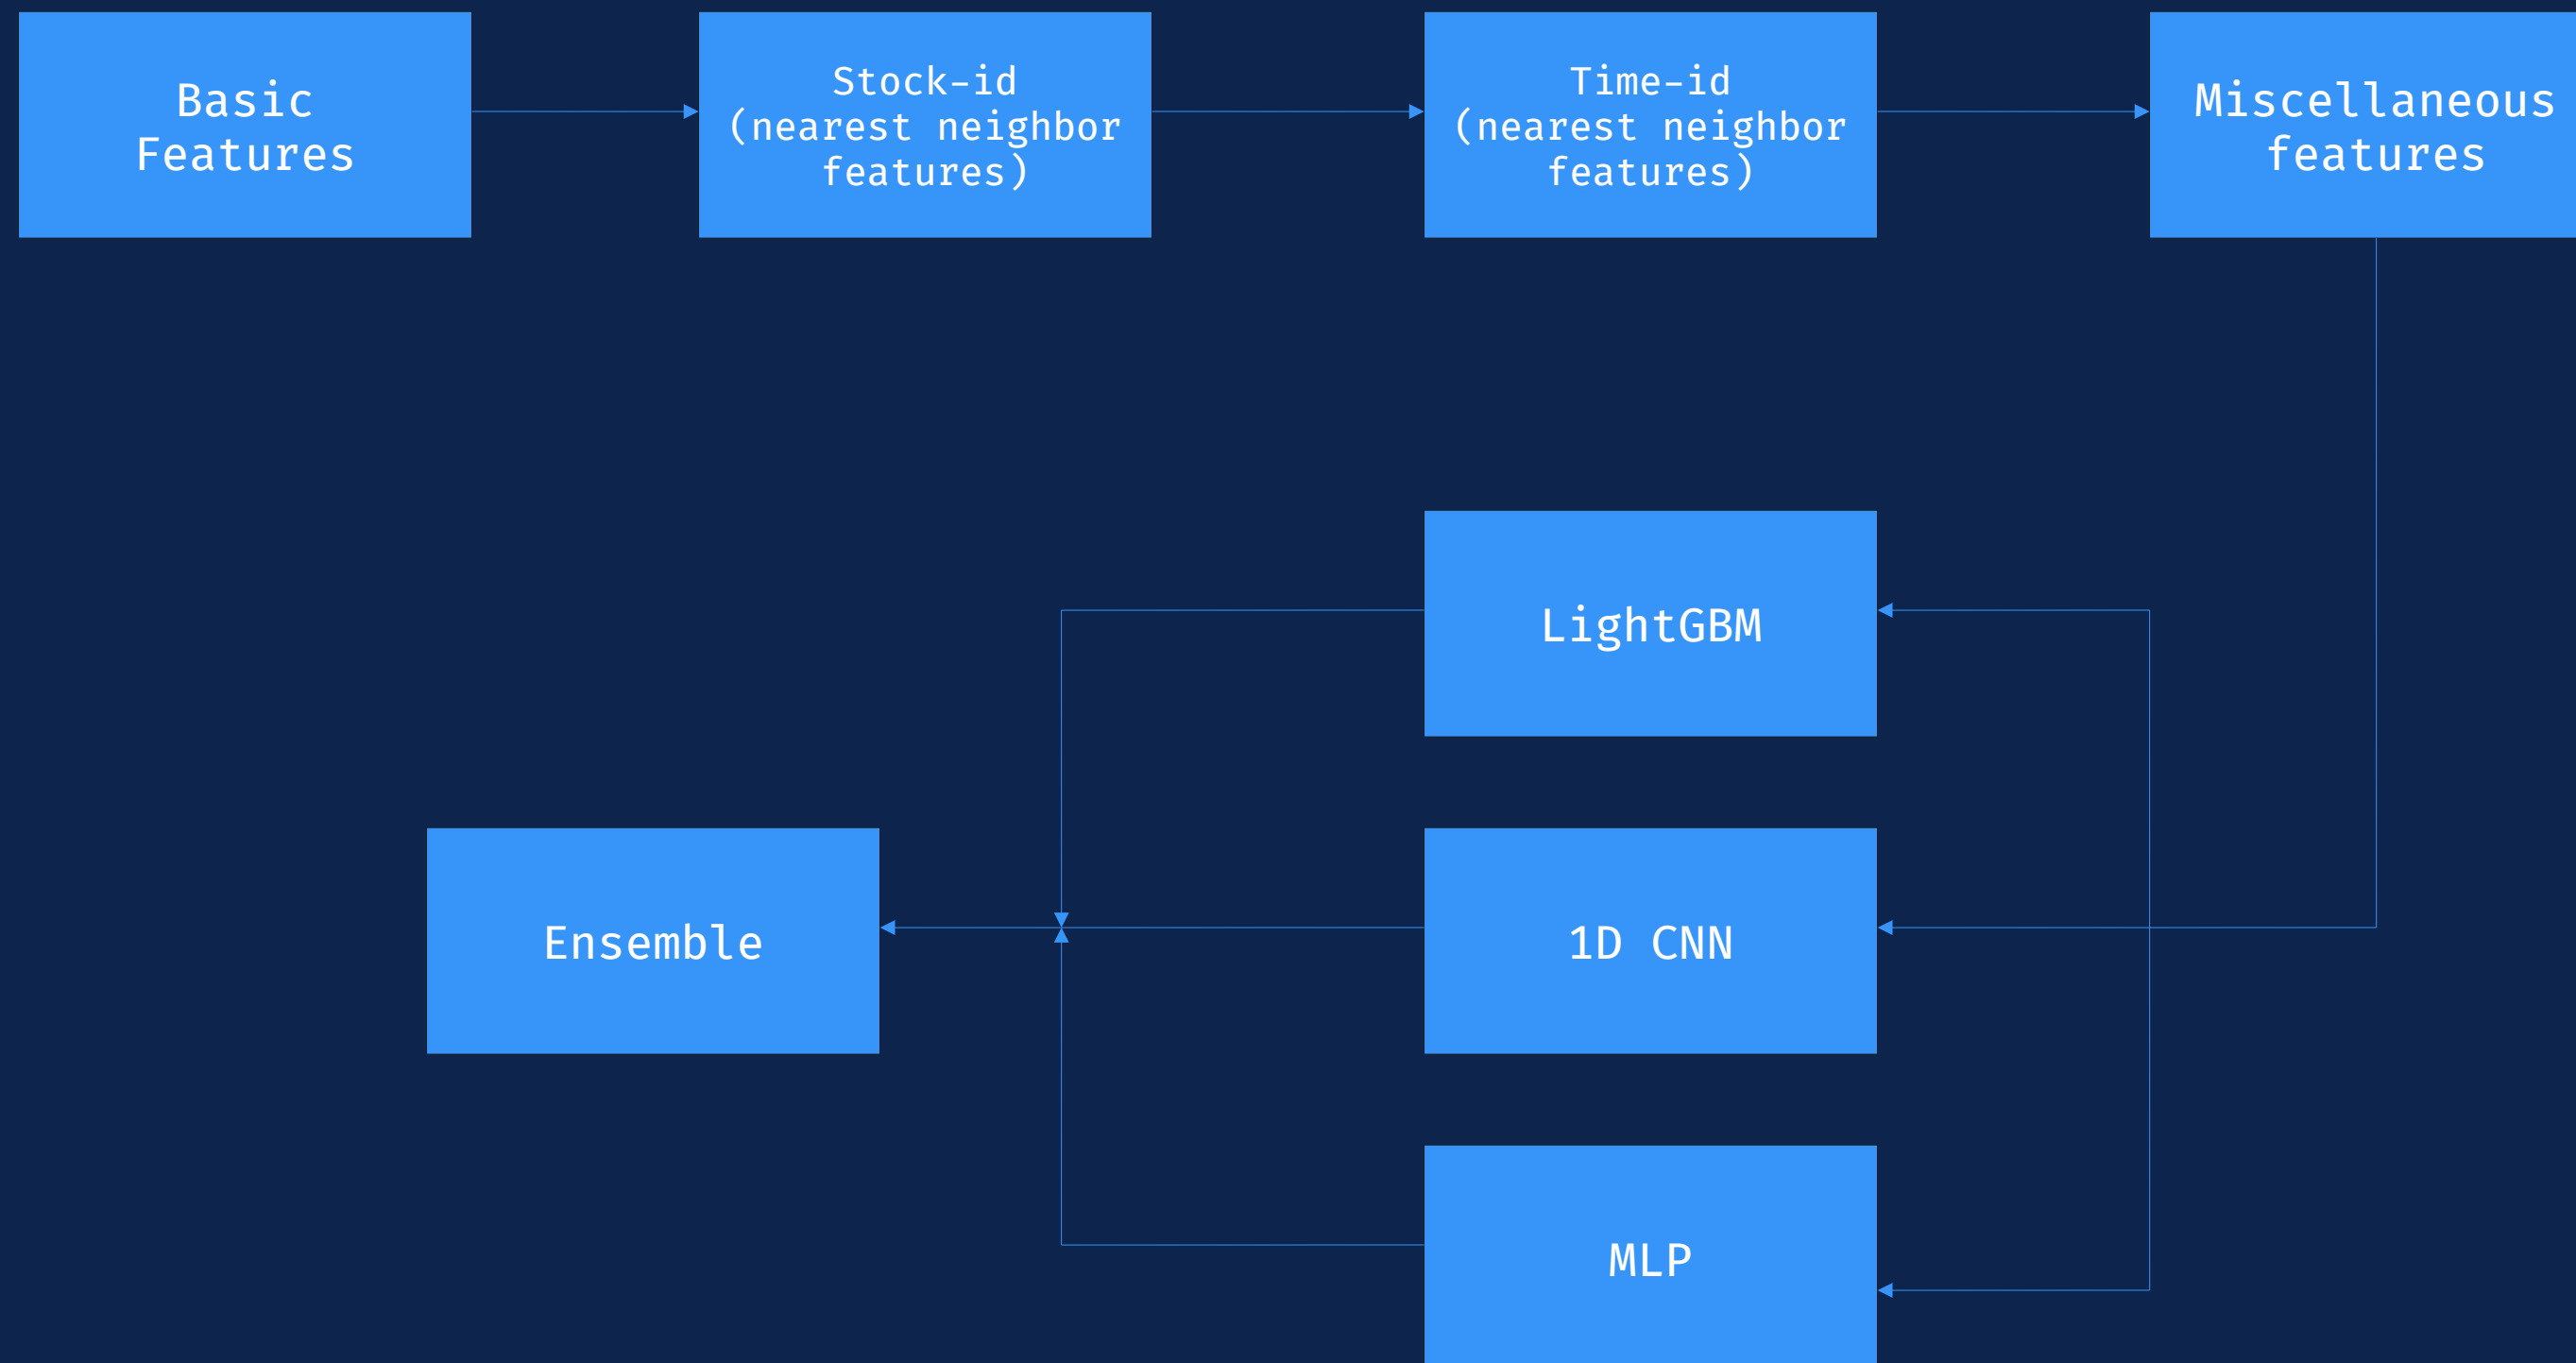 Basic
Features
Stock-id
(nearest neighbor
features)
Time-id
(nearest neighbor
features)
Miscellaneous
features
LightGBM
Ensemble
1D CNN
MLP